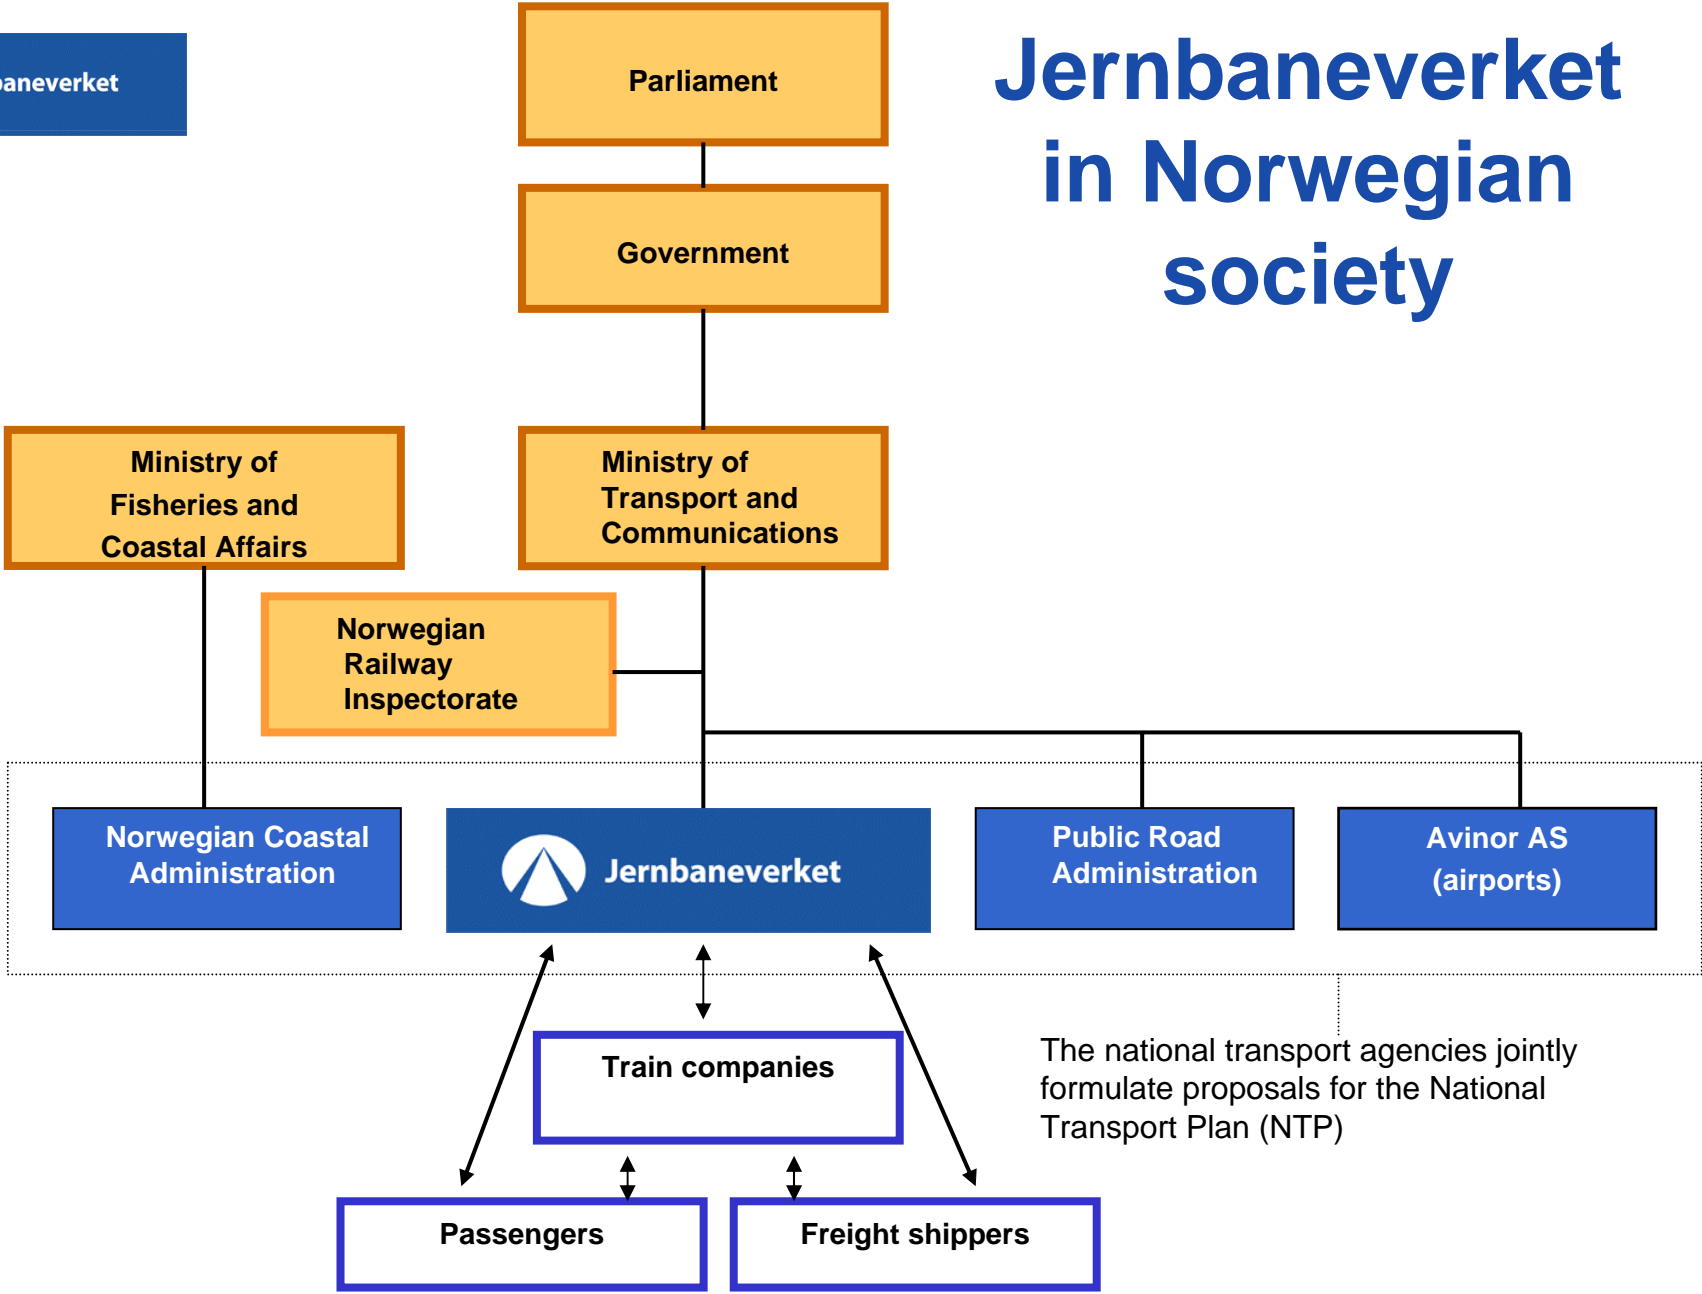 baneverket
Parliament
Jernbaneverket
in Norwegian
society
Government
Ministry of
Fisheries and
Coastal Affairs
Ministry of
Transport and
Communications
Norwegian
Railway
Inspectorate
Norwegian Coastal
Administration
Jernbaneverket
Public Road
Administration
Avinor AS
(airports)
Train companies
The national transport agencies jointly
formulate proposals for the National
Transport Plan (NTP)
Passengers
Freight shippers